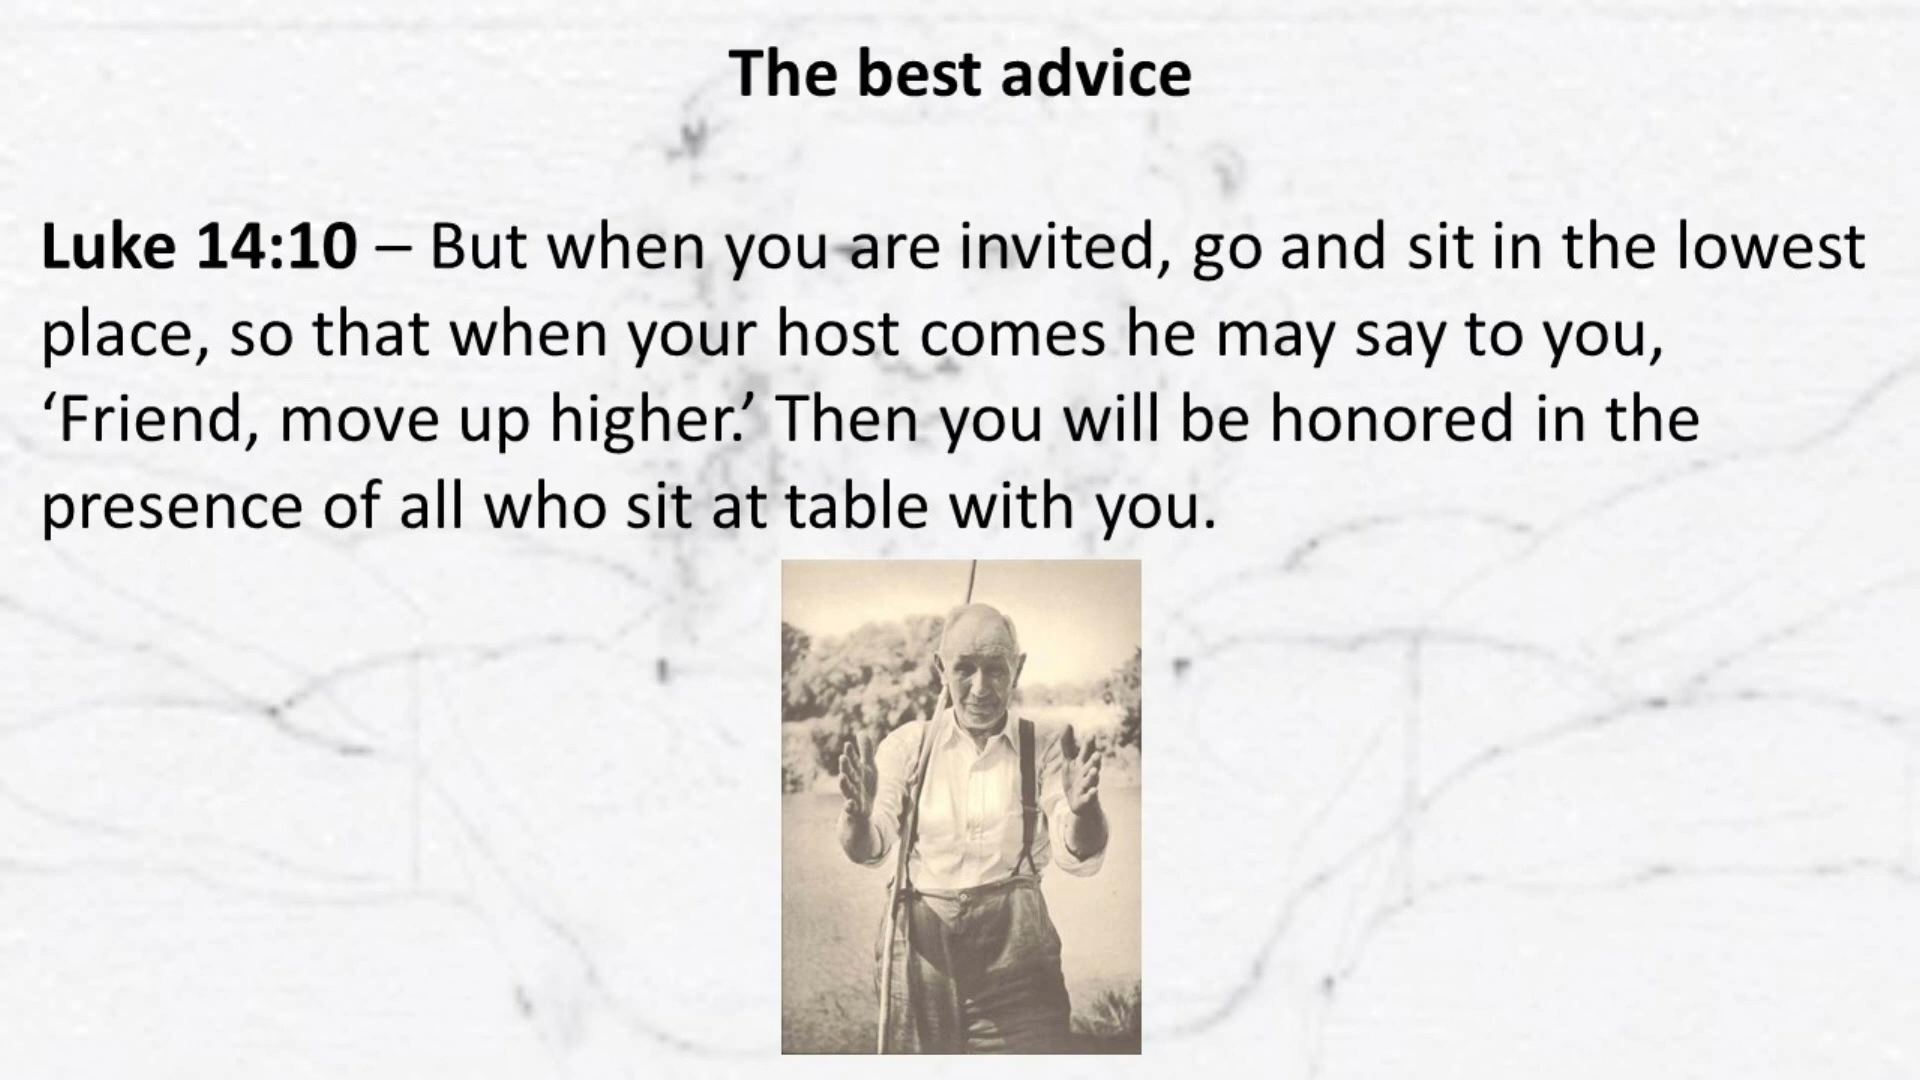 The best advice
Luke 14:10 – But when you are invited, go and sit in the lowest
place, so that when your host comes he may say to you,
‘Friend, move up higher.’ Then you will be honored in the
presence of all who sit at table with you.